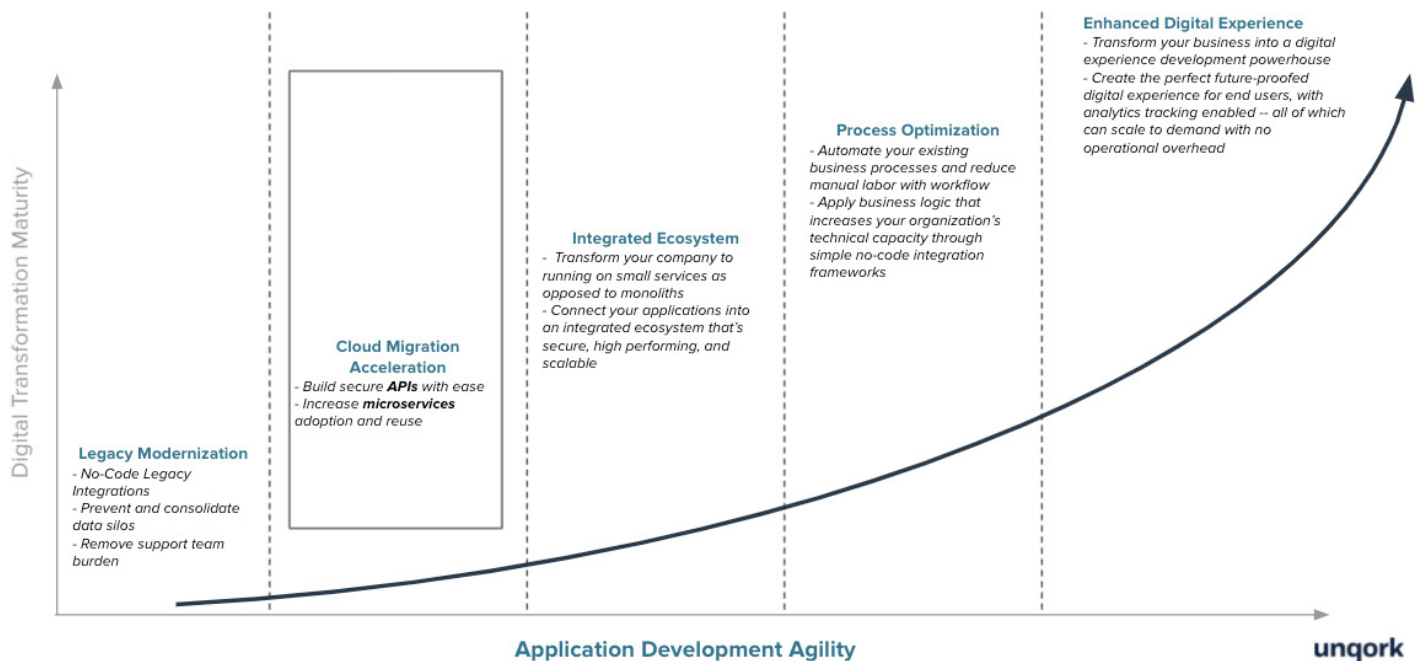 Enhanced Digital Experience
- Transform your business into a digital
experience development powerhouse
- Create the perfect future-proofed
digital experience for end users, with
analytics tracking enabled -- all of which
can scale to demand with no
operational overhead
Process Optimization
- Automate your existing
business processes and reduce
manual labor with workflow
- Apply business logic that
increases your organization's
technical capacity through
simple no-code integration
frameworks
Integrated Ecosystem
- Transform your company to
running on small services as
opposed to monoliths
- Connect your applications into
an integrated ecosystem that's
secure, high performing, and
scalable
Cloud Migration
Acceleration
- Build secure APIs with ease
- Increase microservices
adoption and reuse
Legacy Modernization
- No-Code Legacy
Integrations
- Prevent and consolidate
data silos
- Remove support team
burden
Digital Transformation Maturity
Application Development Agility
unqork